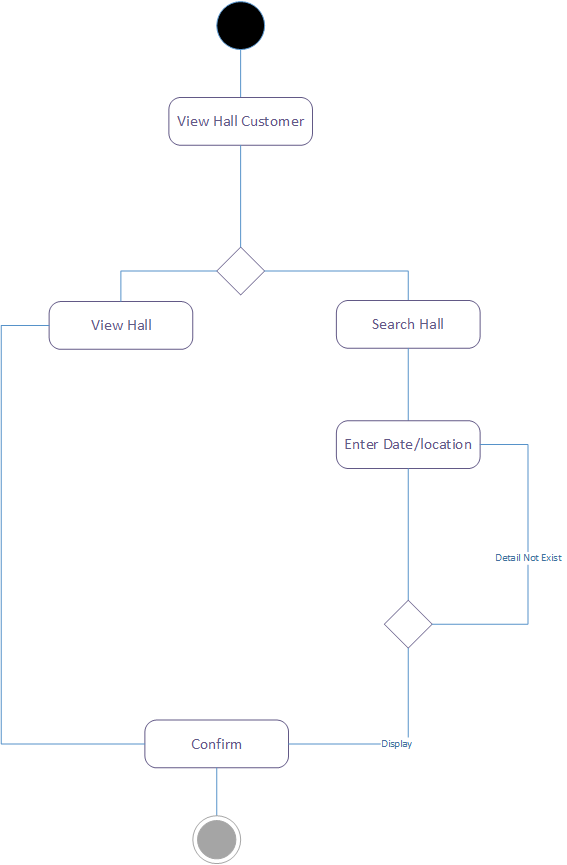 View Hall Customer
View Hall
Search Hall
Enter Date/location
Detail Not Exist
Confirm
Display